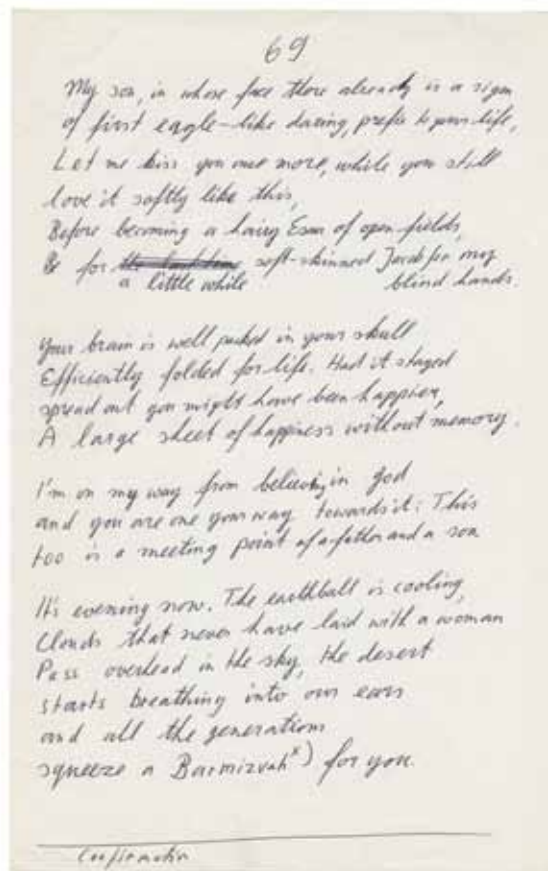 69
My son, in whose face there already is a sign
of first eagle-like daring, prefix to your life,
Let me kiss you once more, while you still
love it softly like this,
Before becoming a hairy Esau of open fields,
Be for soft-skinned Jacob for my
a little while blind hands.
Your brain is well packed in your skull
Efficiently folded for life. Had it stayed
spread out you might have been happier,
A large sheet of happiness without memory.
I'm on my way from believing in God
and you are one your way towards it: This
too is a meeting point of a father and a son
It's evening now. The earthball is cooling,
Clouds that never have laid with a woman
Pass overhead in the sky, the desert
starts breathing into our ears
and all the generations
squeeze a Barmizvah x) for you.
Confirmation